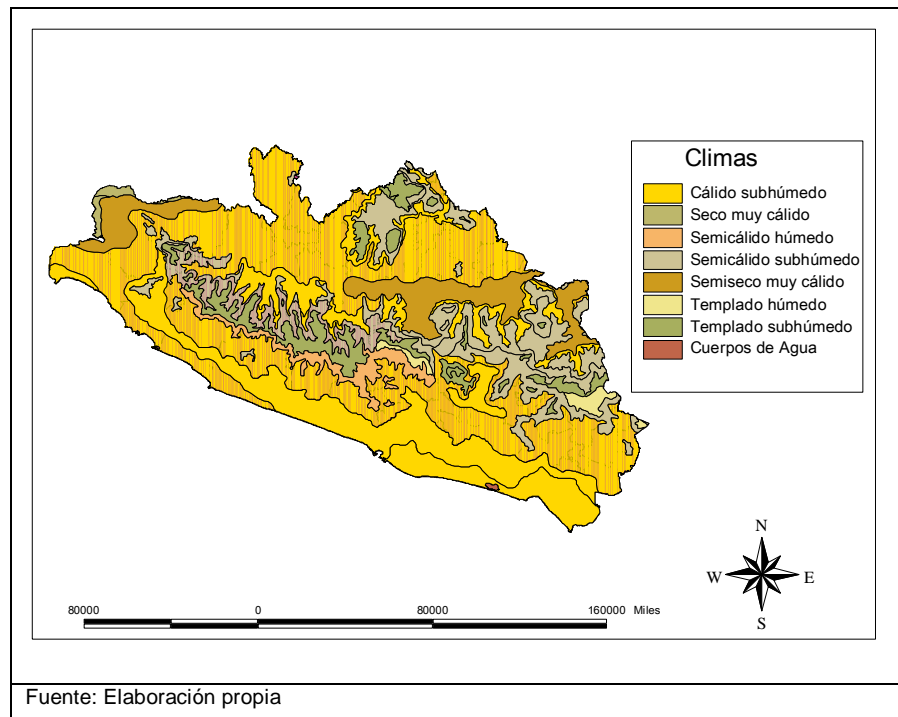 Climas
Cálido subhúmedo
Seco muy cálido
Semicálido húmedo
Semicálido subhúmedo
Semiseco muy cálido
Templado húmedo
Templado subhúmedo
Cuerpos de Agua
N
W E
S
80000 0 80000 160000 Miles
Fuente: Elaboración propia